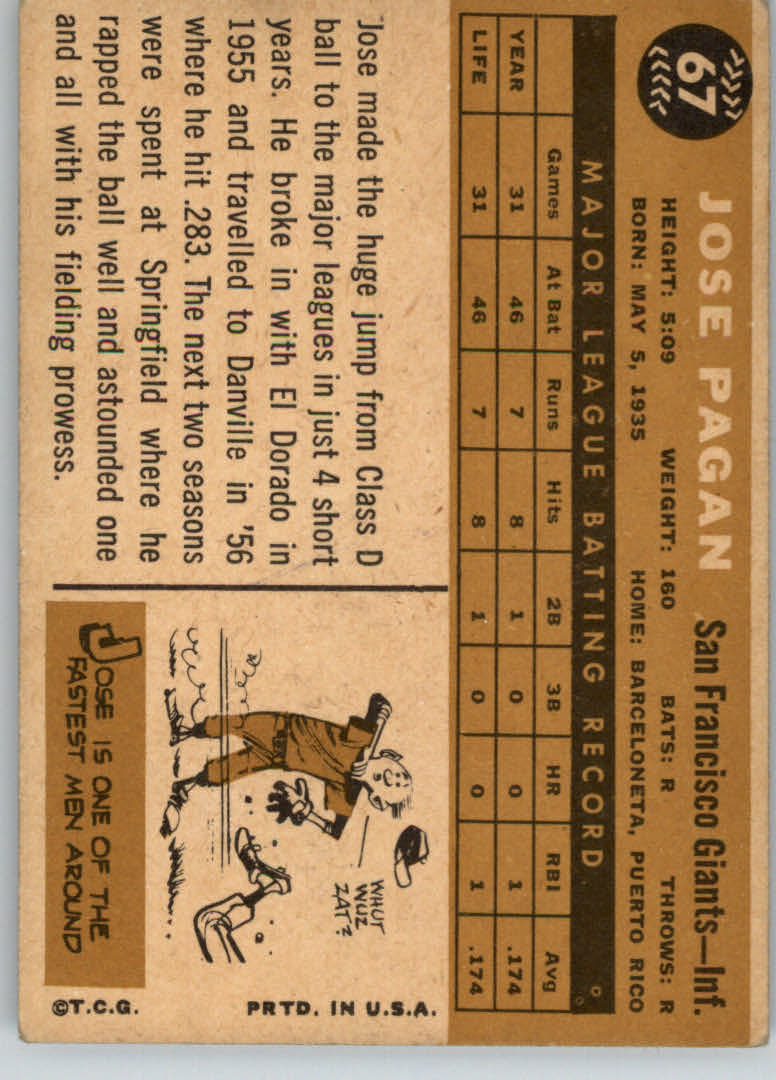 67
JOSE PAGAN San Francisco Giants—Inf.
HEIGHT: 5:09 WEIGHT: 160 BATS: R THROWS: R
BORN: MAY 5, 1935 HOME: BARCELONETA, PUERTO RICO
MAJOR LEAGUE BATTING RECORD
Games At Bat Runs Hits 2B 3B HR RBI Avg
YEAR 31 46 7 8 1 0 0 1 .174
LIFE 31 46 7 8 1 0 0 1 .174
Jose made the huge jump from Class D
ball to the major leagues in just 4 short
years. He broke in with El Dorado in
1955 and travelled to Danville in '56
where he hit .283. The next two seasons
were spent at Springfield where he
rapped the ball well and astounded one
and all with his fielding prowess.
WHUT
WUZ
ZAT?
JOSE IS ONE OF THE
FASTEST MEN AROUND
©T.C.G. PRTD. IN U.S.A.